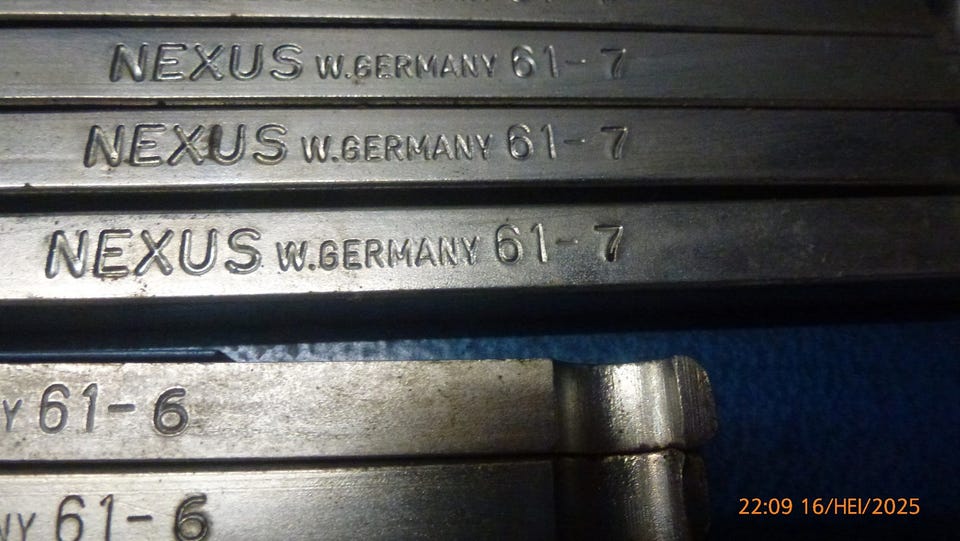 NEXUS W.GERMANY 61-7
NEXUS W.GERMANY 61-7
NEXUS W.GERMANY 61-7
Y 61-6
NY 61-6
22:09 16/HEI/2025